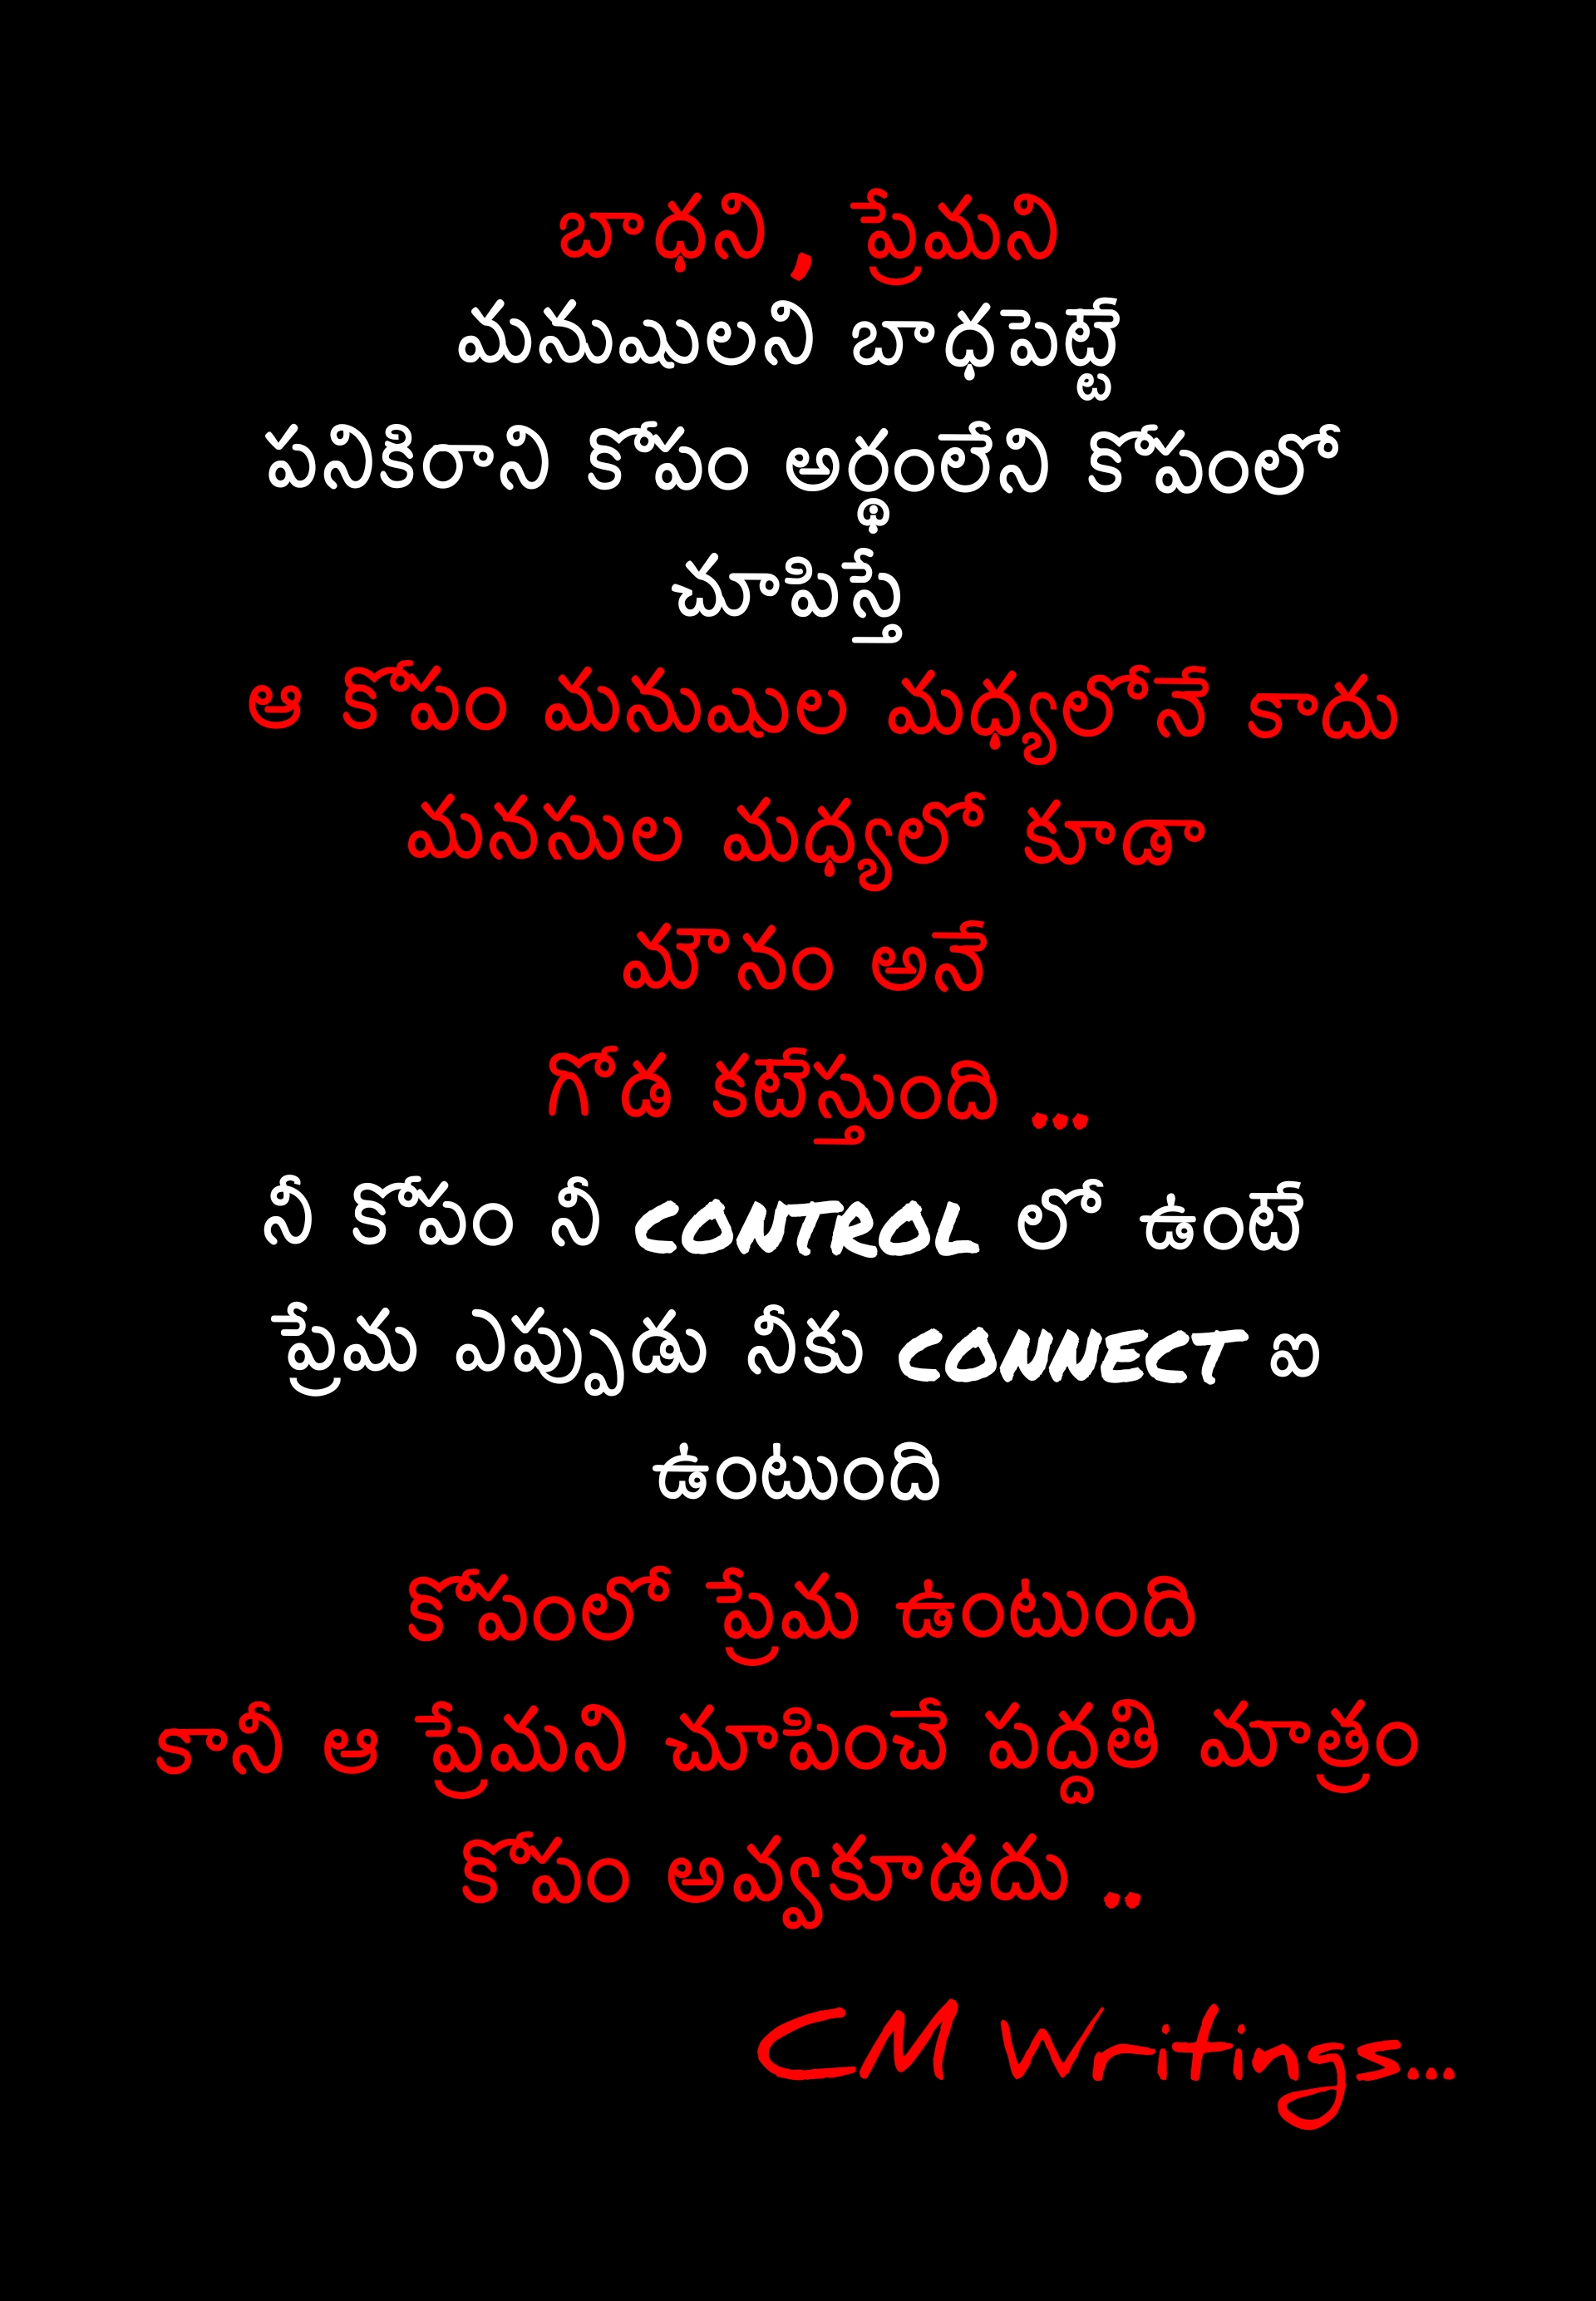 బాధని , ప్రేమని
మనుషులని బాధపెట్టే
పనికిరాని కోపం అర్థంలేని కోపంలో
చూపిస్తే
ఆ కోపం మనుషుల మధ్యలోనే కాదు
మనసుల మధ్యలో కూడా
మౌనం అనే
గోడ కటేస్తుంది ...
నీ కోపం నీ CONTROL లో ఉంటే
ప్రేమ ఎప్పుడు నీకు CONNECT ఐ
ఉంటుంది
కోపంలో ప్రేమ ఉంటుంది
కానీ ఆ ప్రేమని చూపించే పద్దతి మాత్రం
కోపం అవ్వకూడదు ..
CM Writings...